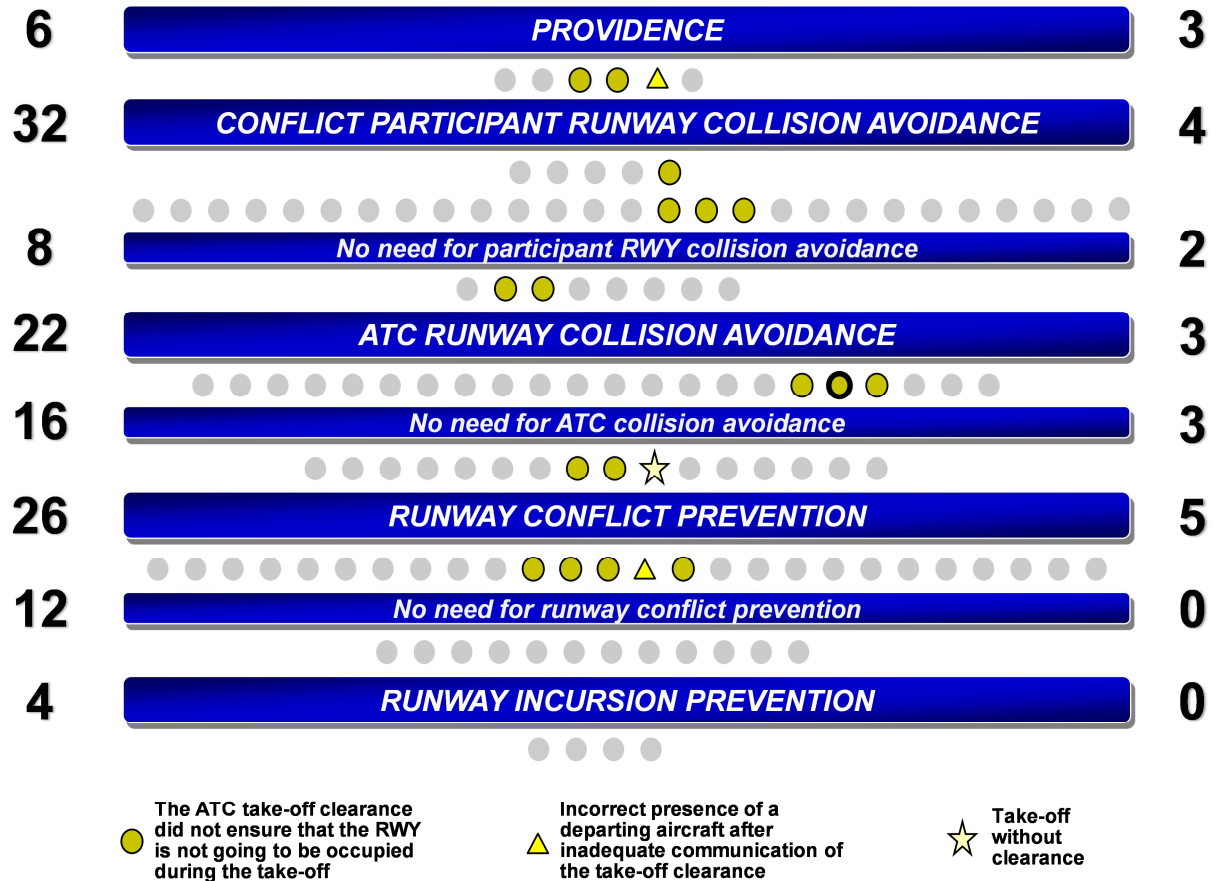 6 PROVIDENCE 3
32 CONFLICT PARTICIPANT RUNWAY COLLISION AVOIDANCE 4
8 No need for participant RWY collision avoidance 2
22 ATC RUNWAY COLLISION AVOIDANCE 3
16 No need for ATC collision avoidance 3
26 RUNWAY CONFLICT PREVENTION 5
12 No need for runway conflict prevention 0
4 RUNWAY INCURSION PREVENTION 0
The ATC take-off clearance
did not ensure that the RWY
is not going to be occupied
during the take-off
Incorrect presence of a
departing aircraft after
inadequate communication of
the take-off clearance
Take-off
without
clearance